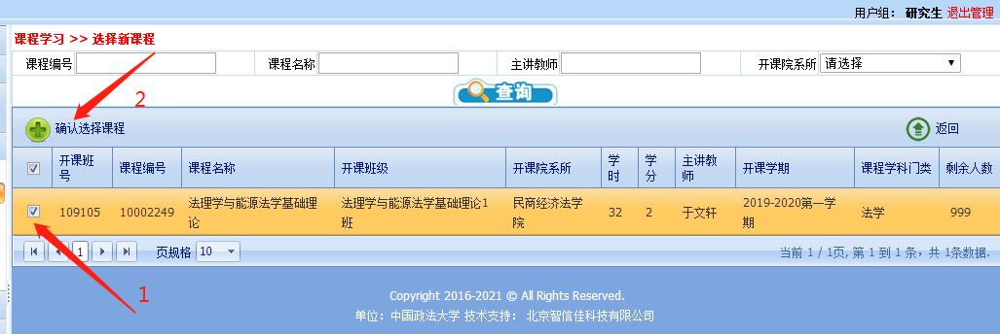 用户组： 研究生 退出管理
课程学习 >> 选择新课程
课程编号 课程名称 主讲教师 开课院系所 请选择
查询
2
确认选择课程 返回
开课班号 课程编号 课程名称 开课班级 开课院系所 学时 学分 主讲教师 开课学期 课程学科门类 剩余人数
109105 10002249 法理学与能源法学基础理论 法理学与能源法学基础理论1班 民商经济法学院 32 2 于文轩 2019-2020第一学期 法学 999
1 页规格 10 当前 1 / 1页, 第 1 到 1 条，共 1条数据.
1
Copyright 2016-2021 © All Rights Reserved.
单位：中国政法大学 技术支持： 北京智信佳科技有限公司